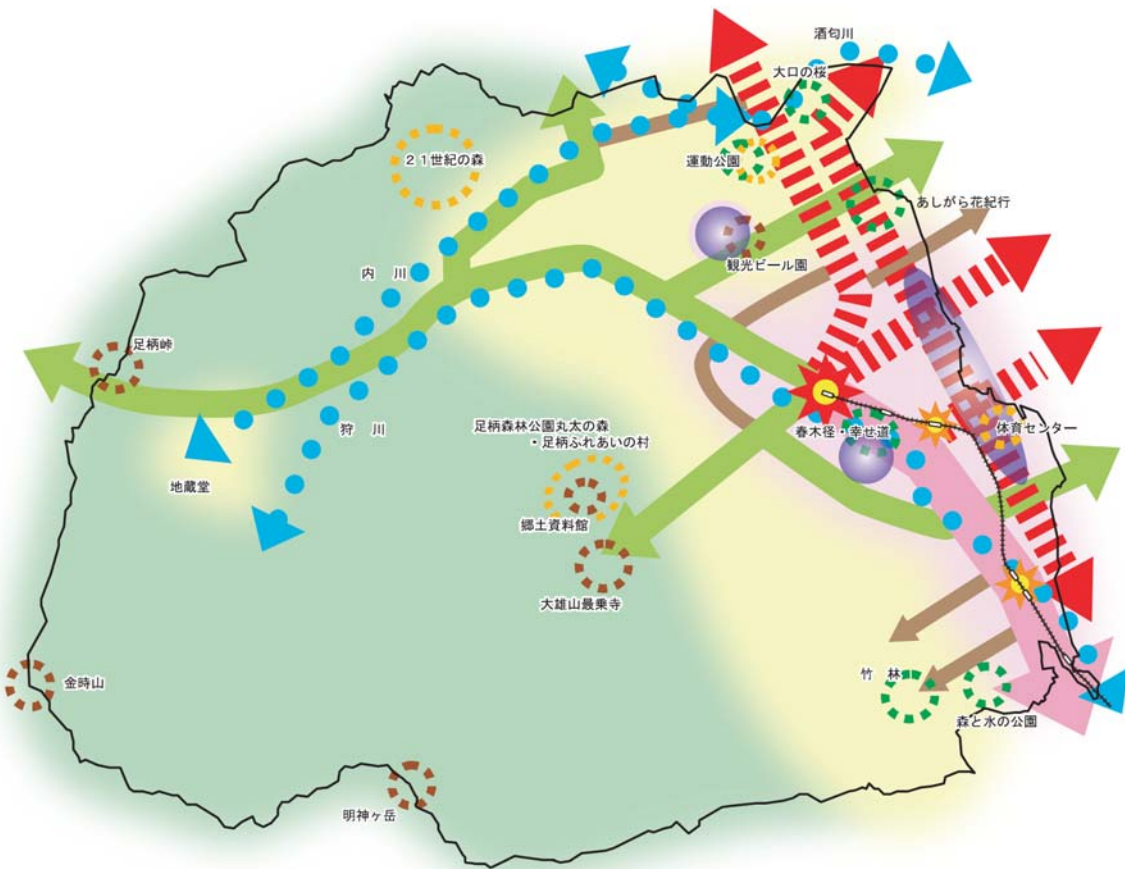 酒匂川
大口の桜
２１世紀の森
運動公園
あしがら花紀行
観光ビール園
内　川
足柄峠
狩　川
足柄森林公園丸太の森
・足柄ふれあいの村
春木径・幸せ道
体育センター
地蔵堂
郷土資料館
大雄山最乗寺
金時山
竹　林
森と水の公園
明神ヶ岳